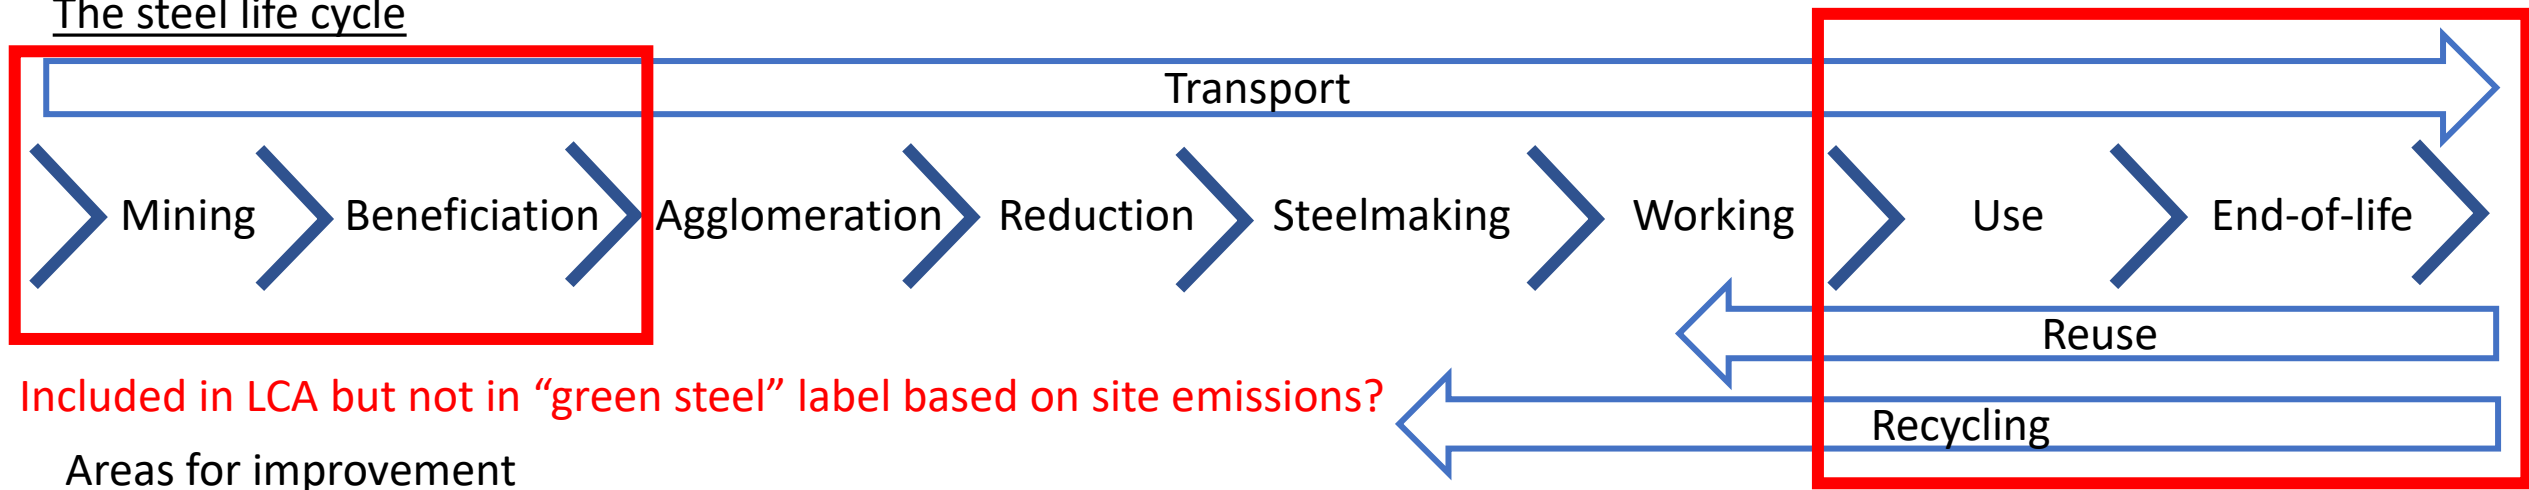 The steel life cycle
Transport
Mining Beneficiation Agglomeration Reduction Steelmaking Working Use End-of-life
Reuse
Included in LCA but not in “green steel” label based on site emissions?
Recycling
Areas for improvement